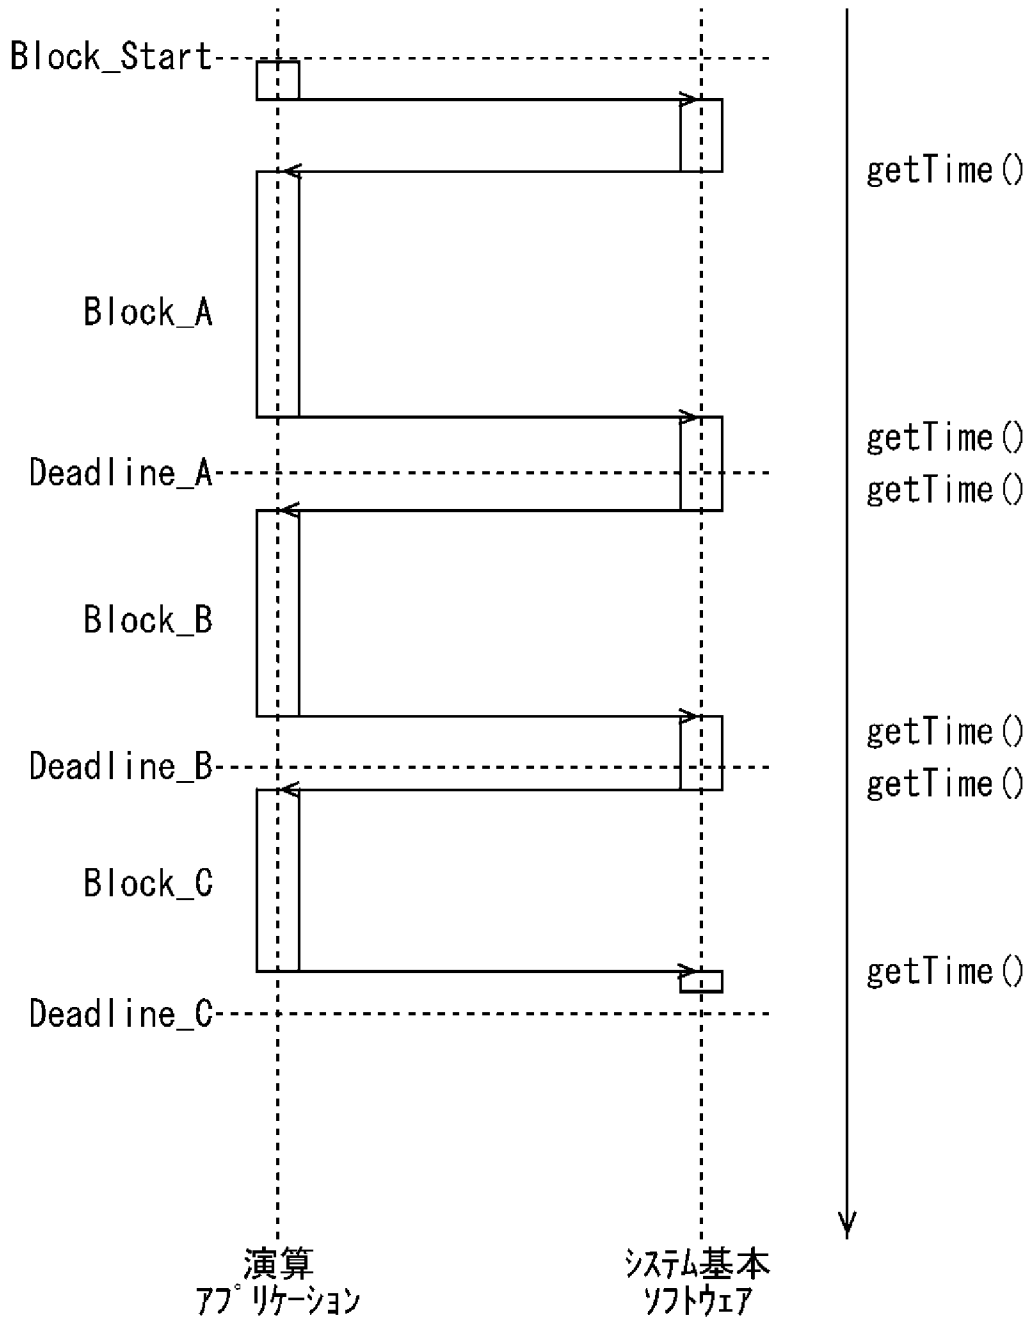 Block_Start
getTime()
Block_A
getTime()
Deadline_A
getTime()
Block_B
getTime()
Deadline_B
getTime()
Block_C
getTime()
Deadline_C
演算
アプリケーション
システム基本
ソフトウェア